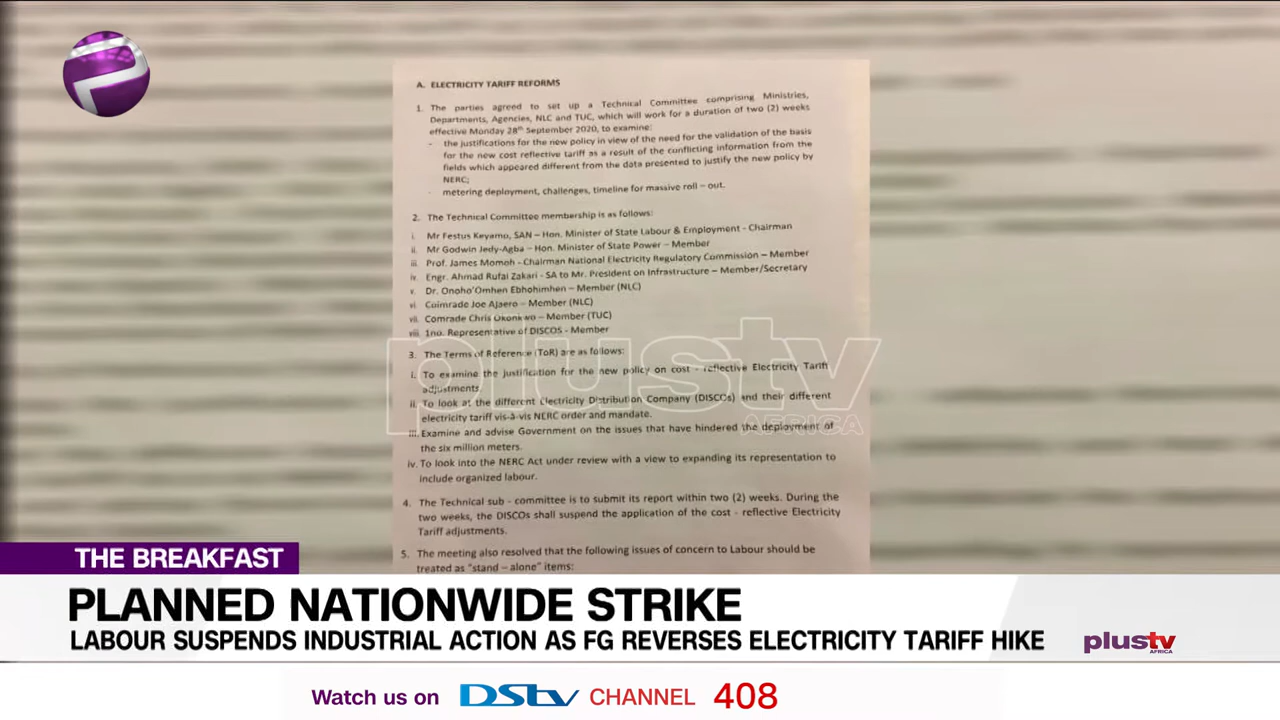 A. ELECTRICITY TARIFF REFORMS
1. The parties agreed to set up a Technical Committee comprising Ministries,
Departments, Agencies, NLC and TUC, which will work for a duration of two (2) weeks
effective Monday 28th September 2020, to examine:
- the justifications for the new policy in view of the need for the validation of the basis
for the new cost reflective tariff as a result of the conflicting information from the
fields which appeared different from the data presented to justify the new policy by
NERC;
- metering deployment, challenges, timeline for massive roll – out.
2. The Technical Committee membership is as follows:
i. Mr Festus Keyamo, SAN – Hon. Minister of State Labour & Employment - Chairman
ii. Mr Godwin Jedy-Agba – Hon. Minister of State Power – Member
iii. Prof. James Momoh - Chairman National Electricity Regulatory Commission – Member
iv. Engr. Ahmad Rufai Zakari - SA to Mr. President on Infrastructure – Member/Secretary
v. Dr. Onoho'Omhen Ebhohimhen – Member (NLC)
vi. Coimrade Joe Ajaero – Member (NLC)
vii. Comrade Chris Okonkwo – Member (TUC)
viii. 1no. Representative of DISCOS - Member
3. The Terms of Reference (ToR) are as follows:
i. To examine the justification for the new policy on cost - reflective Electricity Tariff
adjustments.
ii. To look at the different Electricity Distribution Company (DISCOs) and their different
electricity tariff vis-à-vis NERC order and mandate.
iii. Examine and advise Government on the issues that have hindered the deployment of
the six million meters.
iv. To look into the NERC Act under review with a view to expanding its representation to
include organized labour.
4. The Technical sub - committee is to submit its report within two (2) weeks. During the
two weeks, the DISCOs shall suspend the application of the cost - reflective Electricity
Tariff adjustments.
5. The meeting also resolved that the following issues of concern to Labour should be
treated as "stand – alone" items:
plustv
AFRICA
THE BREAKFAST
PLANNED NATIONWIDE STRIKE
LABOUR SUSPENDS INDUSTRIAL ACTION AS FG REVERSES ELECTRICITY TARIFF HIKE
plustv
AFRICA
Watch us on DStv CHANNEL 408